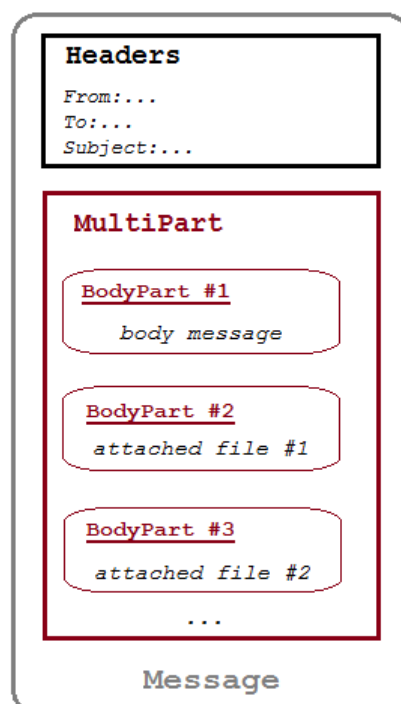 Headers
From:...
To:...
Subject:...
MultiPart
BodyPart #1
body message
BodyPart #2
attached file #1
BodyPart #3
attached file #2
...
Message